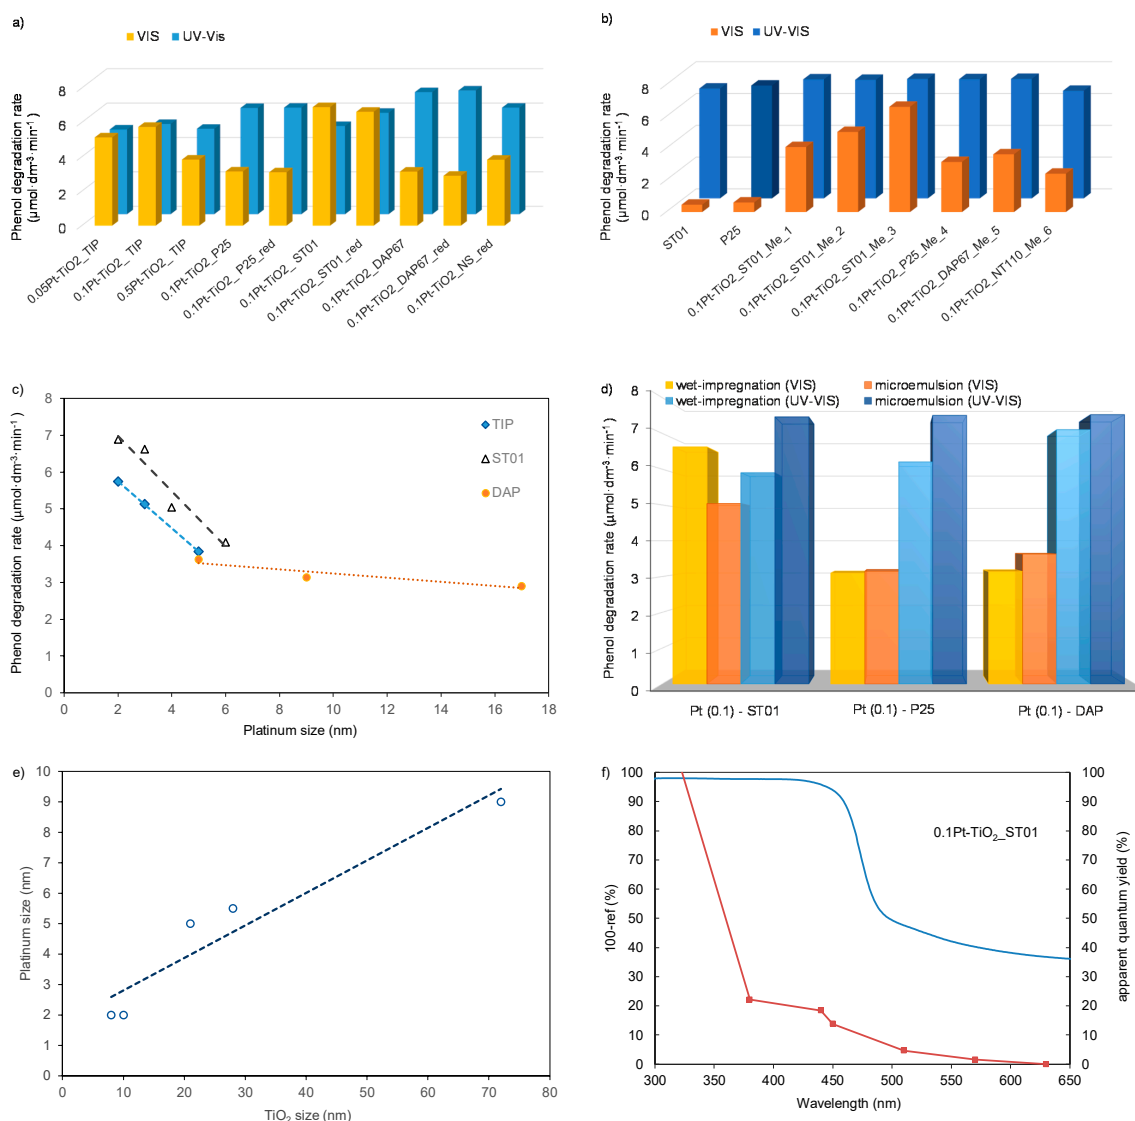 a)
VIS UV-Vis
Phenol degradation rate
(µmol·dm⁻³·min⁻¹)
8
6
4
2
0
0.05Pt-TiO2_TIP
0.1Pt-TiO2_TIP
0.5Pt-TiO2_TIP
0.1Pt-TiO2_P25
0.1Pt-TiO2_P25_red
0.1Pt-TiO2_ST01
0.1Pt-TiO2_ST01_red
0.1Pt-TiO2_DAP67
0.1Pt-TiO2_DAP67_red
0.1Pt-TiO2_NS_red
b)
VIS UV-VIS
Phenol degradation rate
(µmol·dm⁻³·min⁻¹)
8
6
4
2
0
ST01
P25
0.1Pt-TiO2_ST01_Me_1
0.1Pt-TiO2_ST01_Me_2
0.1Pt-TiO2_ST01_Me_3
0.1Pt-TiO2_P25_Me_4
0.1Pt-TiO2_DAP67_Me_5
0.1Pt-TiO2_NT110_Me_6
c)
Phenol degradation rate (µmol·dm⁻³·min⁻¹)
8
7
6
5
4
3
2
1
0
TIP
ST01
DAP
0 2 4 6 8 10 12 14 16 18
Platinum size (nm)
d)
wet-impregnation (VIS) microemulsion (VIS)
wet-impregnation (UV-VIS) microemulsion (UV-VIS)
Phenol degradation rate (µmol·dm⁻³·min⁻¹)
8
7
6
5
4
3
2
1
0
Pt (0.1) - ST01 Pt (0.1) - P25 Pt (0.1) - DAP
e)
Platinum size (nm)
10
9
8
7
6
5
4
3
2
1
0
0 10 20 30 40 50 60 70 80
TiO₂ size (nm)
f)
100-ref (%)
100
90
80
70
60
50
40
30
20
10
0
0.1Pt-TiO₂_ST01
100
90
80
70
60
50
40
30
20
10
0
apparent quantum yield (%)
300 350 400 450 500 550 600 650
Wavelength (nm)